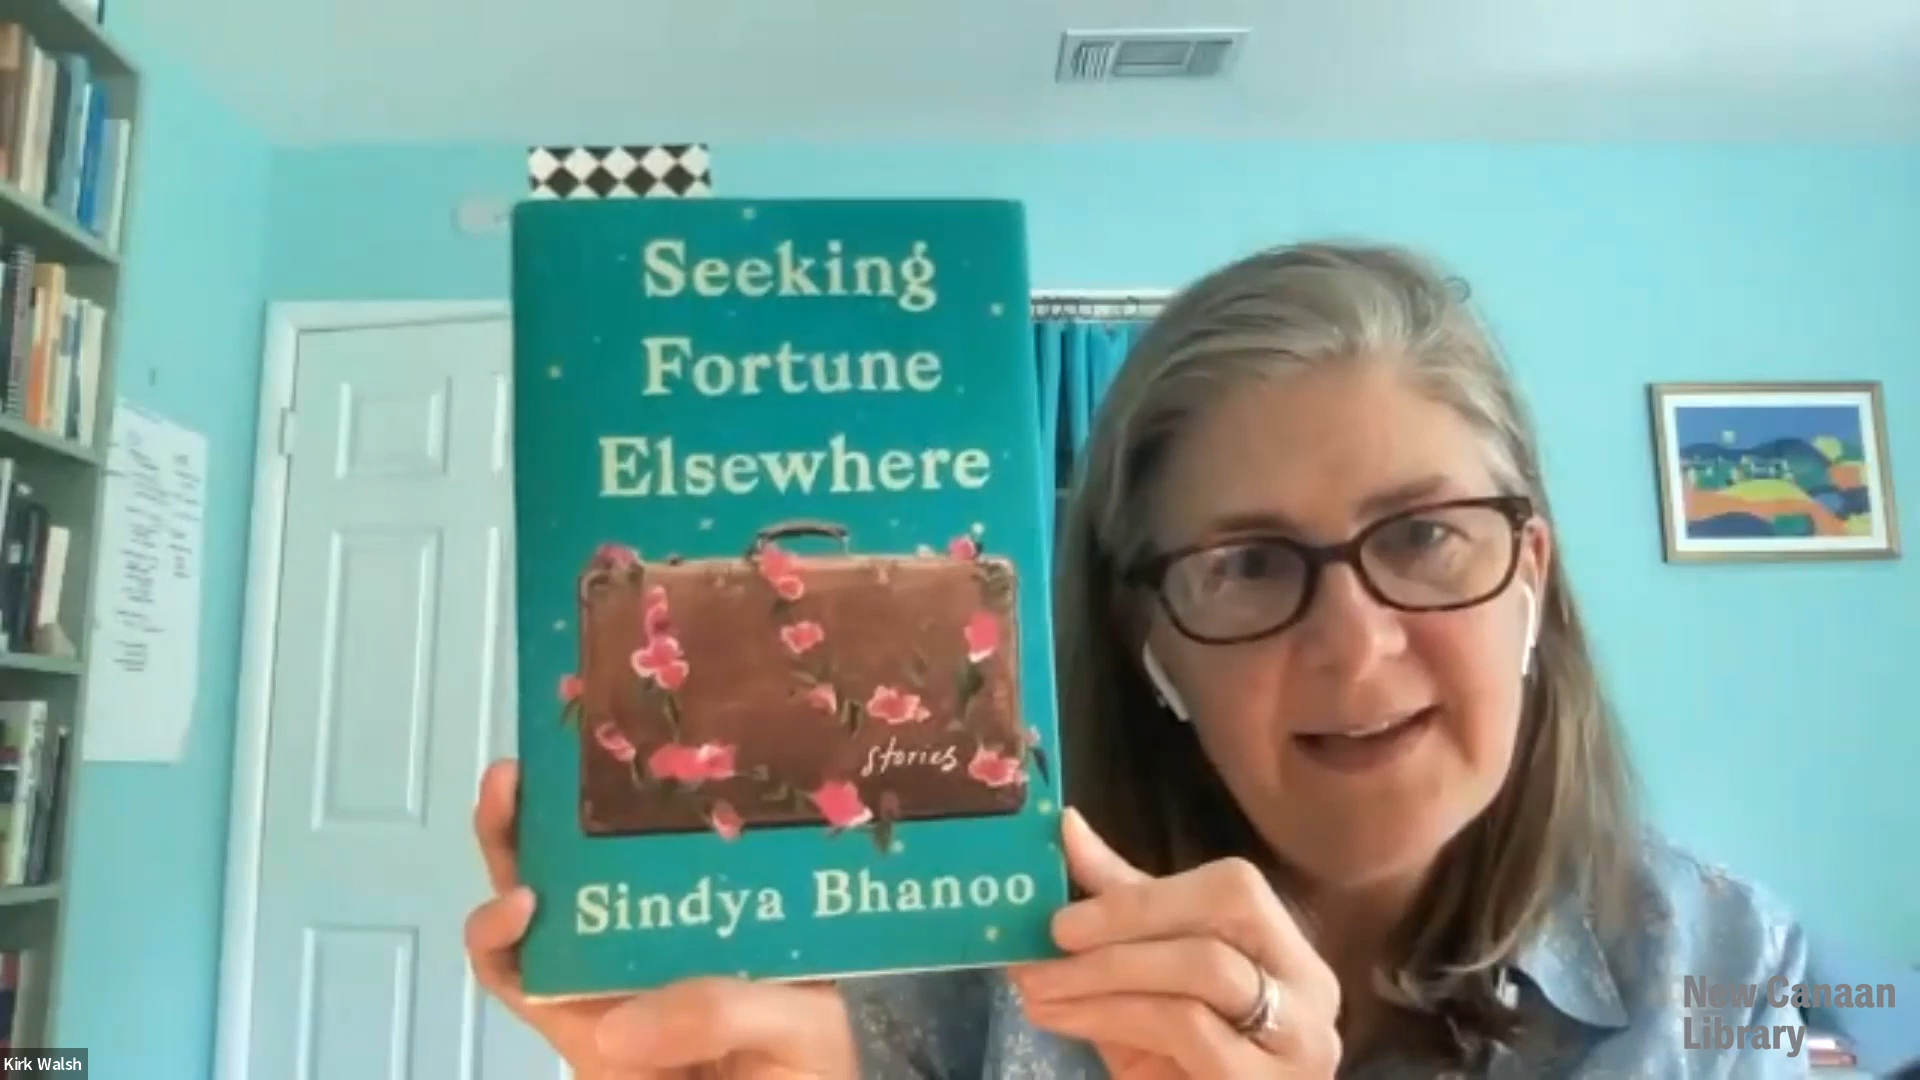 Seeking
Fortune
Elsewhere
stories
Sindya Bhanoo
New Canaan
Library
Kirk Walsh